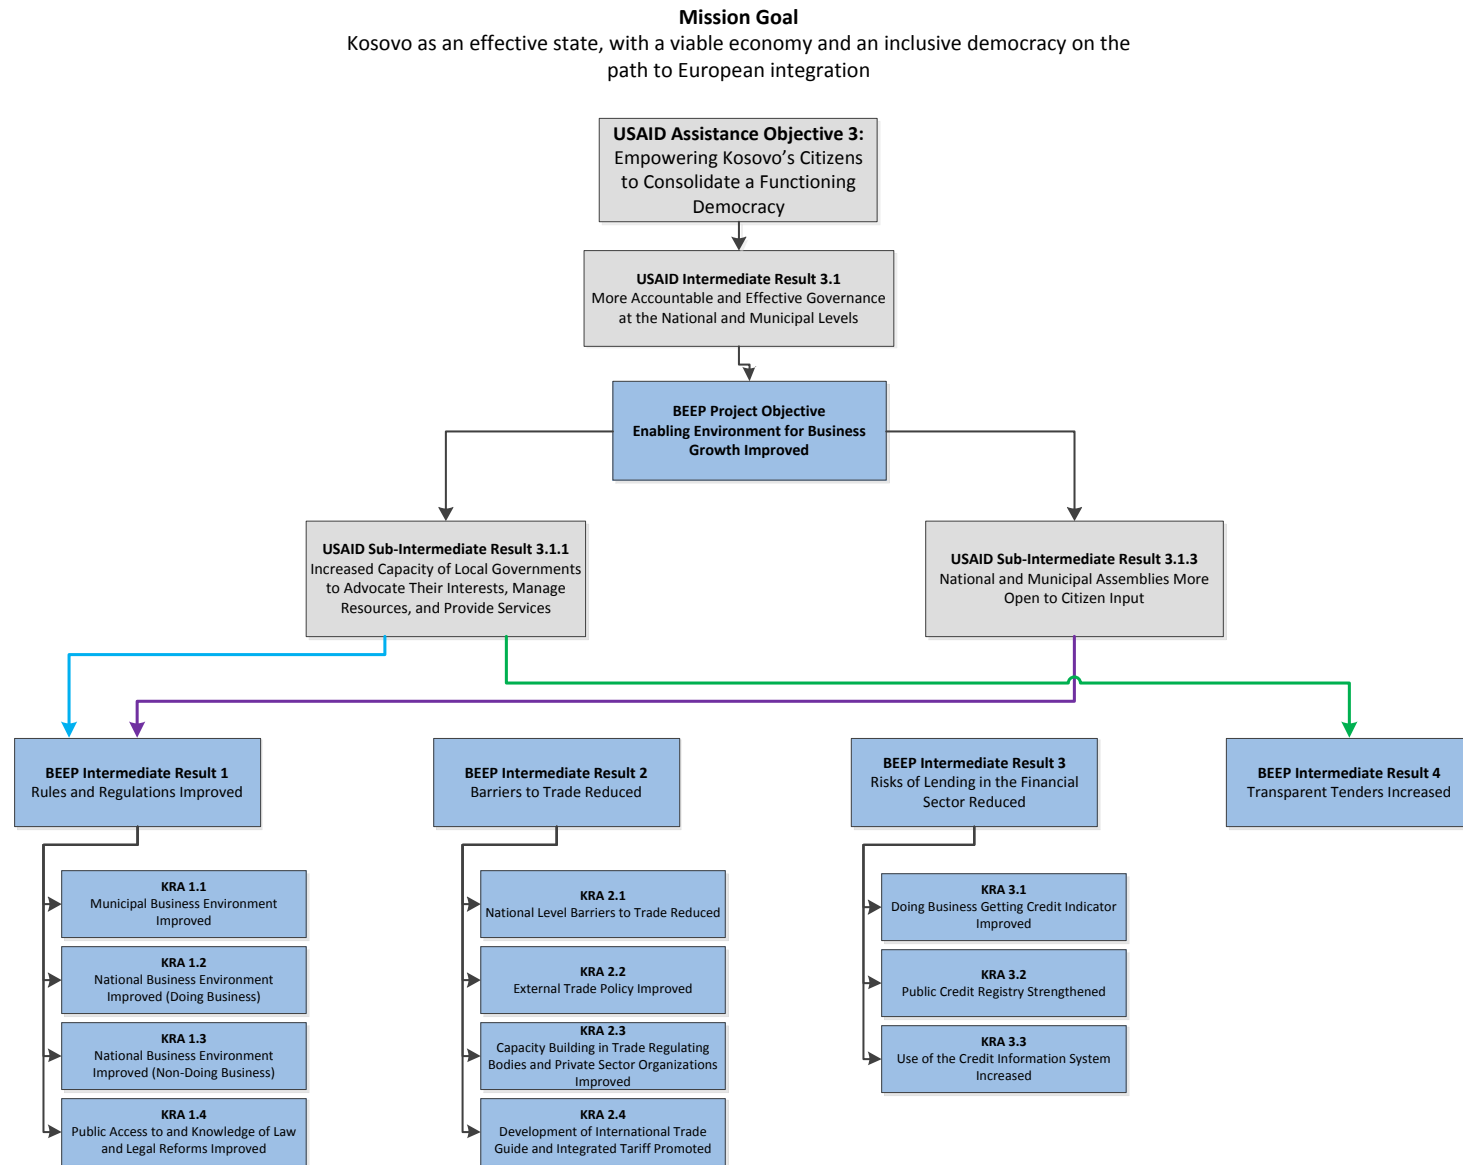 Mission Goal
Kosovo as an effective state, with a viable economy and an inclusive democracy on the
path to European integration
USAID Assistance Objective 3:
Empowering Kosovo’s Citizens
to Consolidate a Functioning
Democracy
USAID Intermediate Result 3.1
More Accountable and Effective Governance
at the National and Municipal Levels
BEEP Project Objective
Enabling Environment for Business
Growth Improved
USAID Sub-Intermediate Result 3.1.1
Increased Capacity of Local Governments
to Advocate Their Interests, Manage
Resources, and Provide Services
USAID Sub-Intermediate Result 3.1.3
National and Municipal Assemblies More
Open to Citizen Input
BEEP Intermediate Result 1
Rules and Regulations Improved
KRA 1.1
Municipal Business Environment
Improved
KRA 1.2
National Business Environment
Improved (Doing Business)
KRA 1.3
National Business Environment
Improved (Non-Doing Business)
KRA 1.4
Public Access to and Knowledge of Law
and Legal Reforms Improved
BEEP Intermediate Result 2
Barriers to Trade Reduced
KRA 2.1
National Level Barriers to Trade Reduced
KRA 2.2
External Trade Policy Improved
KRA 2.3
Capacity Building in Trade Regulating
Bodies and Private Sector Organizations
Improved
KRA 2.4
Development of International Trade
Guide and Integrated Tariff Promoted
BEEP Intermediate Result 3
Risks of Lending in the Financial
Sector Reduced
KRA 3.1
Doing Business Getting Credit Indicator
Improved
KRA 3.2
Public Credit Registry Strengthened
KRA 3.3
Use of the Credit Information System
Increased
BEEP Intermediate Result 4
Transparent Tenders Increased